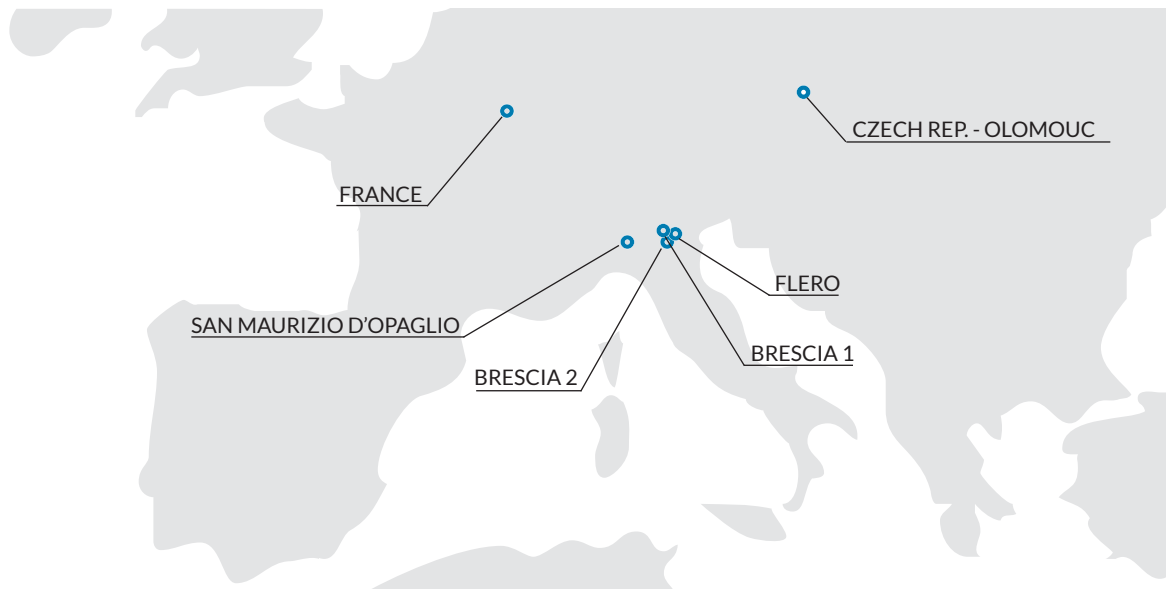 CZECH REP. - OLOMOUC
FRANCE
FLERO
SAN MAURIZIO D’OPAGLIO
BRESCIA 1
BRESCIA 2